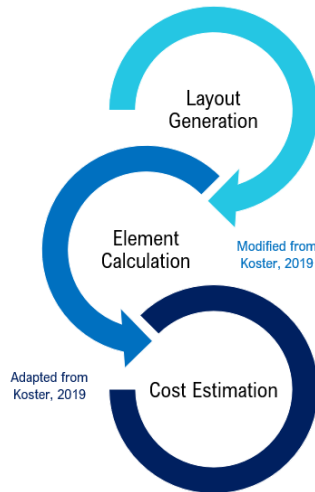 Layout
Generation
Element
Calculation
Modified from
Koster, 2019
Adapted from
Koster, 2019
Cost Estimation